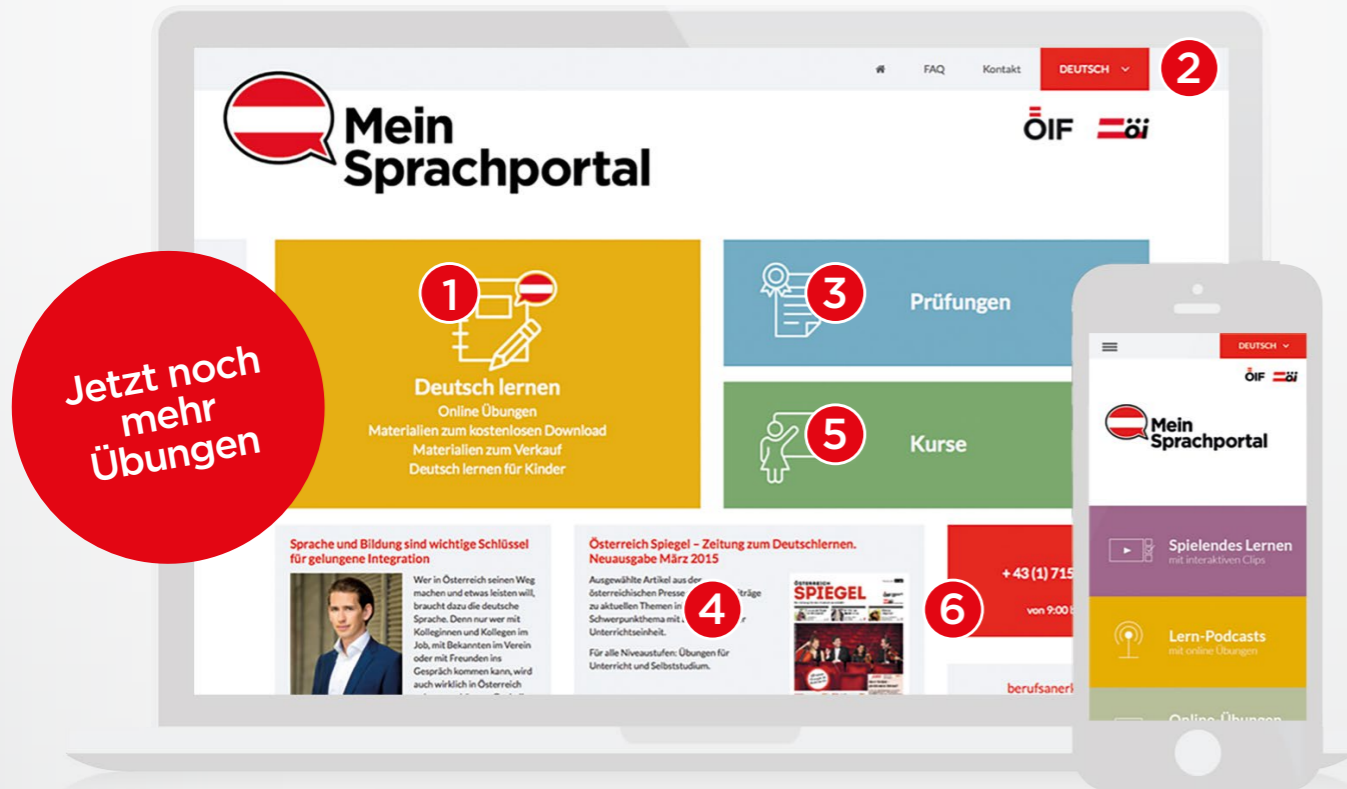 FAQ Kontakt DEUTSCH
2
Mein
Sprachportal
ÖIF öi
1
Deutsch lernen
Online Übungen
Materialien zum kostenlosen Download
Materialien zum Verkauf
Deutsch lernen für Kinder
3
Prüfungen
5
Kurse
Jetzt noch
mehr
Übungen
Sprache und Bildung sind wichtige Schlüssel
für gelungene Integration
Wer in Österreich seinen Weg
machen und etwas leisten will,
braucht dazu die deutsche
Sprache. Denn nur wer mit
Kolleginnen und Kollegen im
Job, mit Bekannten im Verein
oder mit Freunden ins
Gespräch kommen kann, wird
auch wirklich in Österreich
Österreich Spiegel – Zeitung zum Deutschlernen.
Neuausgabe März 2015
Ausgewählte Artikel aus der
österreichischen Presse
zu aktuellen Themen in
Schwerpunktthema mit
Unterrichtseinheit.
Für alle Niveaustufen: Übungen für
Unterricht und Selbststudium.
4
ÖSTERREICH
SPIEGEL
6
+ 43 (1) 715
von 9:00
DEUTSCH
ÖIF öi
Mein
Sprachportal
Spielendes Lernen
mit interaktiven Clips
Lern-Podcasts
mit online Übungen
Online-Übungen